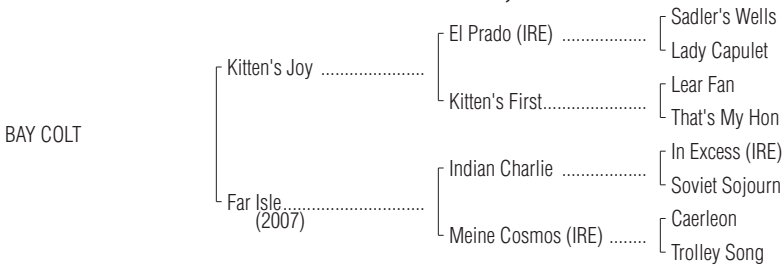 Sadler's Wells
El Prado (IRE) ..................
Lady Capulet
Kitten's Joy ......................
Lear Fan
Kitten's First......................
That's My Hon
BAY COLT
In Excess (IRE)
Indian Charlie ..................
Soviet Sojourn
Far Isle..............................
(2007)
Caerleon
Meine Cosmos (IRE) ........
Trolley Song